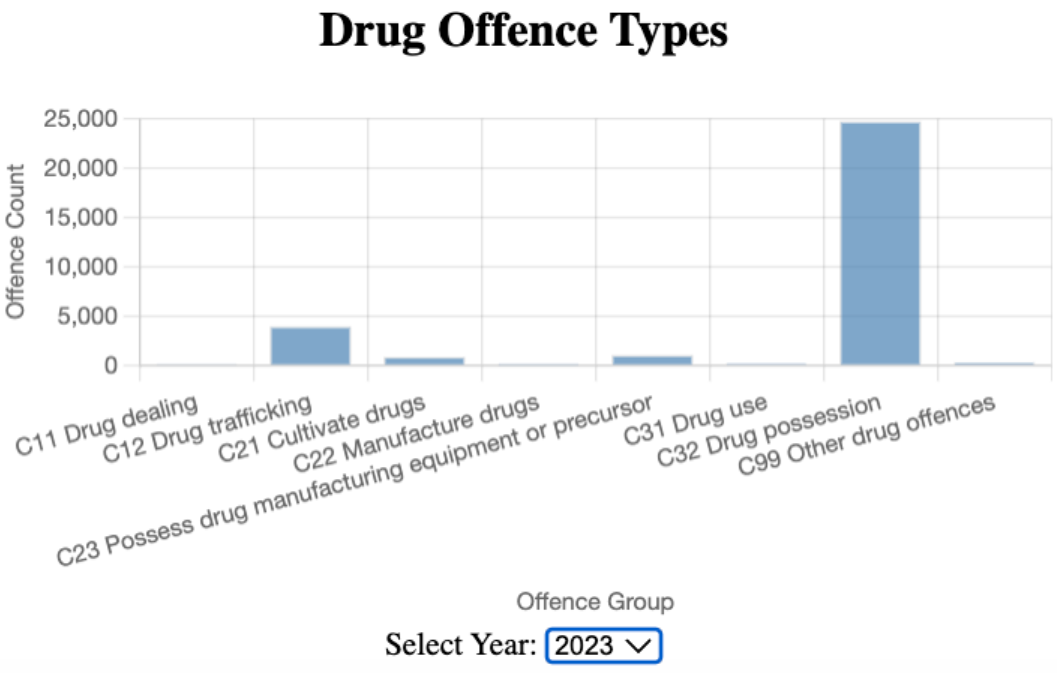 Drug Offence Types
Offence Count
25,000
20,000
15,000
10,000
5,000
0
C11 Drug dealing
C12 Drug trafficking
C21 Cultivate drugs
C22 Manufacture drugs
C23 Possess drug manufacturing equipment or precursor
C31 Drug use
C32 Drug possession
C99 Other drug offences
Offence Group
Select Year: 2023